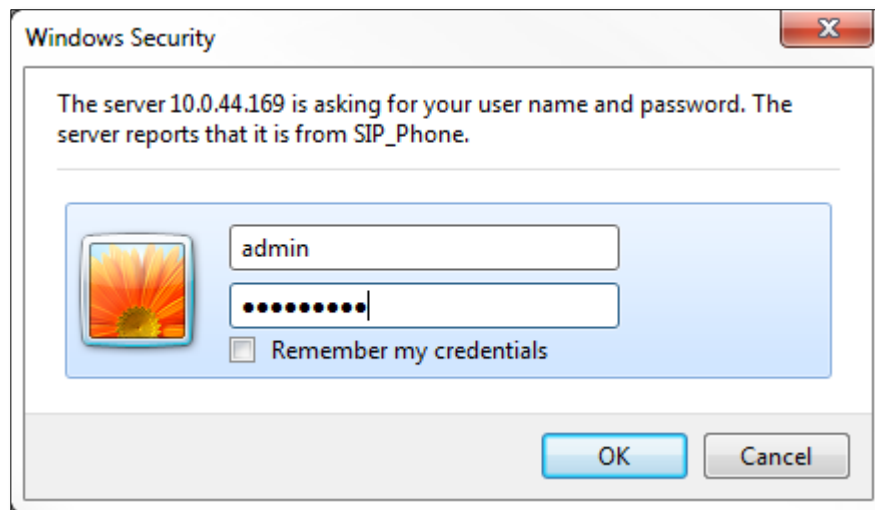 Windows Security
The server 10.0.44.169 is asking for your user name and password. The
server reports that it is from SIP_Phone.
admin
●●●●●●●●●
Remember my credentials
OK
Cancel